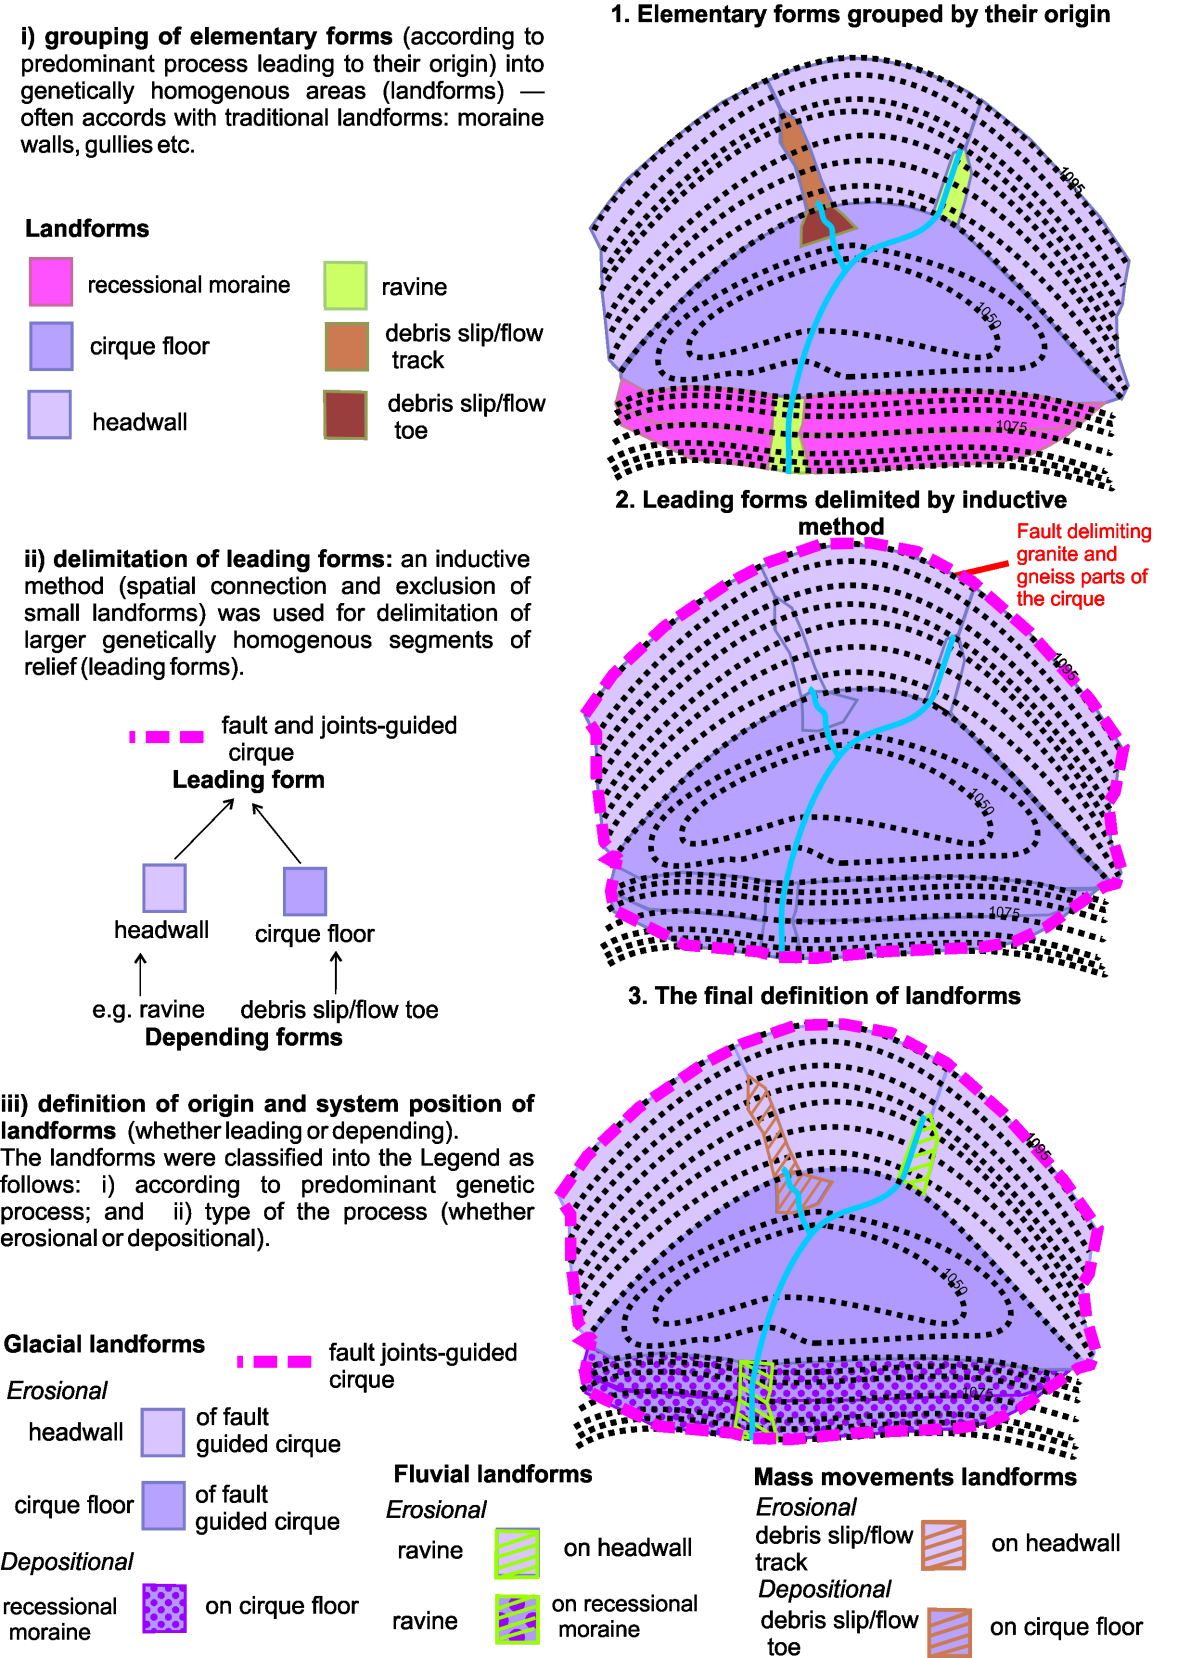 1. Elementary forms grouped by their origin
i) grouping of elementary forms (according to
predominant process leading to their origin) into
genetically homogenous areas (landforms) —
often accords with traditional landforms: moraine
walls, gullies etc.
Landforms
recessional moraine
cirque floor
headwall
ravine
debris slip/flow
track
debris slip/flow
toe
1095
1050
1075
2. Leading forms delimited by inductive
method
Fault delimiting
granite and
gneiss parts of
the cirque
ii) delimitation of leading forms: an inductive
method (spatial connection and exclusion of
small landforms) was used for delimitation of
larger genetically homogenous segments of
relief (leading forms).
fault and joints-guided
cirque
Leading form
headwall
cirque floor
e.g. ravine
debris slip/flow toe
Depending forms
1095
1050
1075
3. The final definition of landforms
iii) definition of origin and system position of
landforms (whether leading or depending).
The landforms were classified into the Legend as
follows: i) according to predominant genetic
process; and ii) type of the process (whether
erosional or depositional).
1095
1050
1075
Glacial landforms
fault joints-guided
cirque
Erosional
headwall
of fault
guided cirque
cirque floor
of fault
guided cirque
Depositional
recessional
moraine
on cirque floor
Fluvial landforms
Erosional
ravine
on headwall
ravine
on recessional
moraine
Mass movements landforms
Erosional
debris slip/flow
track
on headwall
Depositional
debris slip/flow
toe
on cirque floor